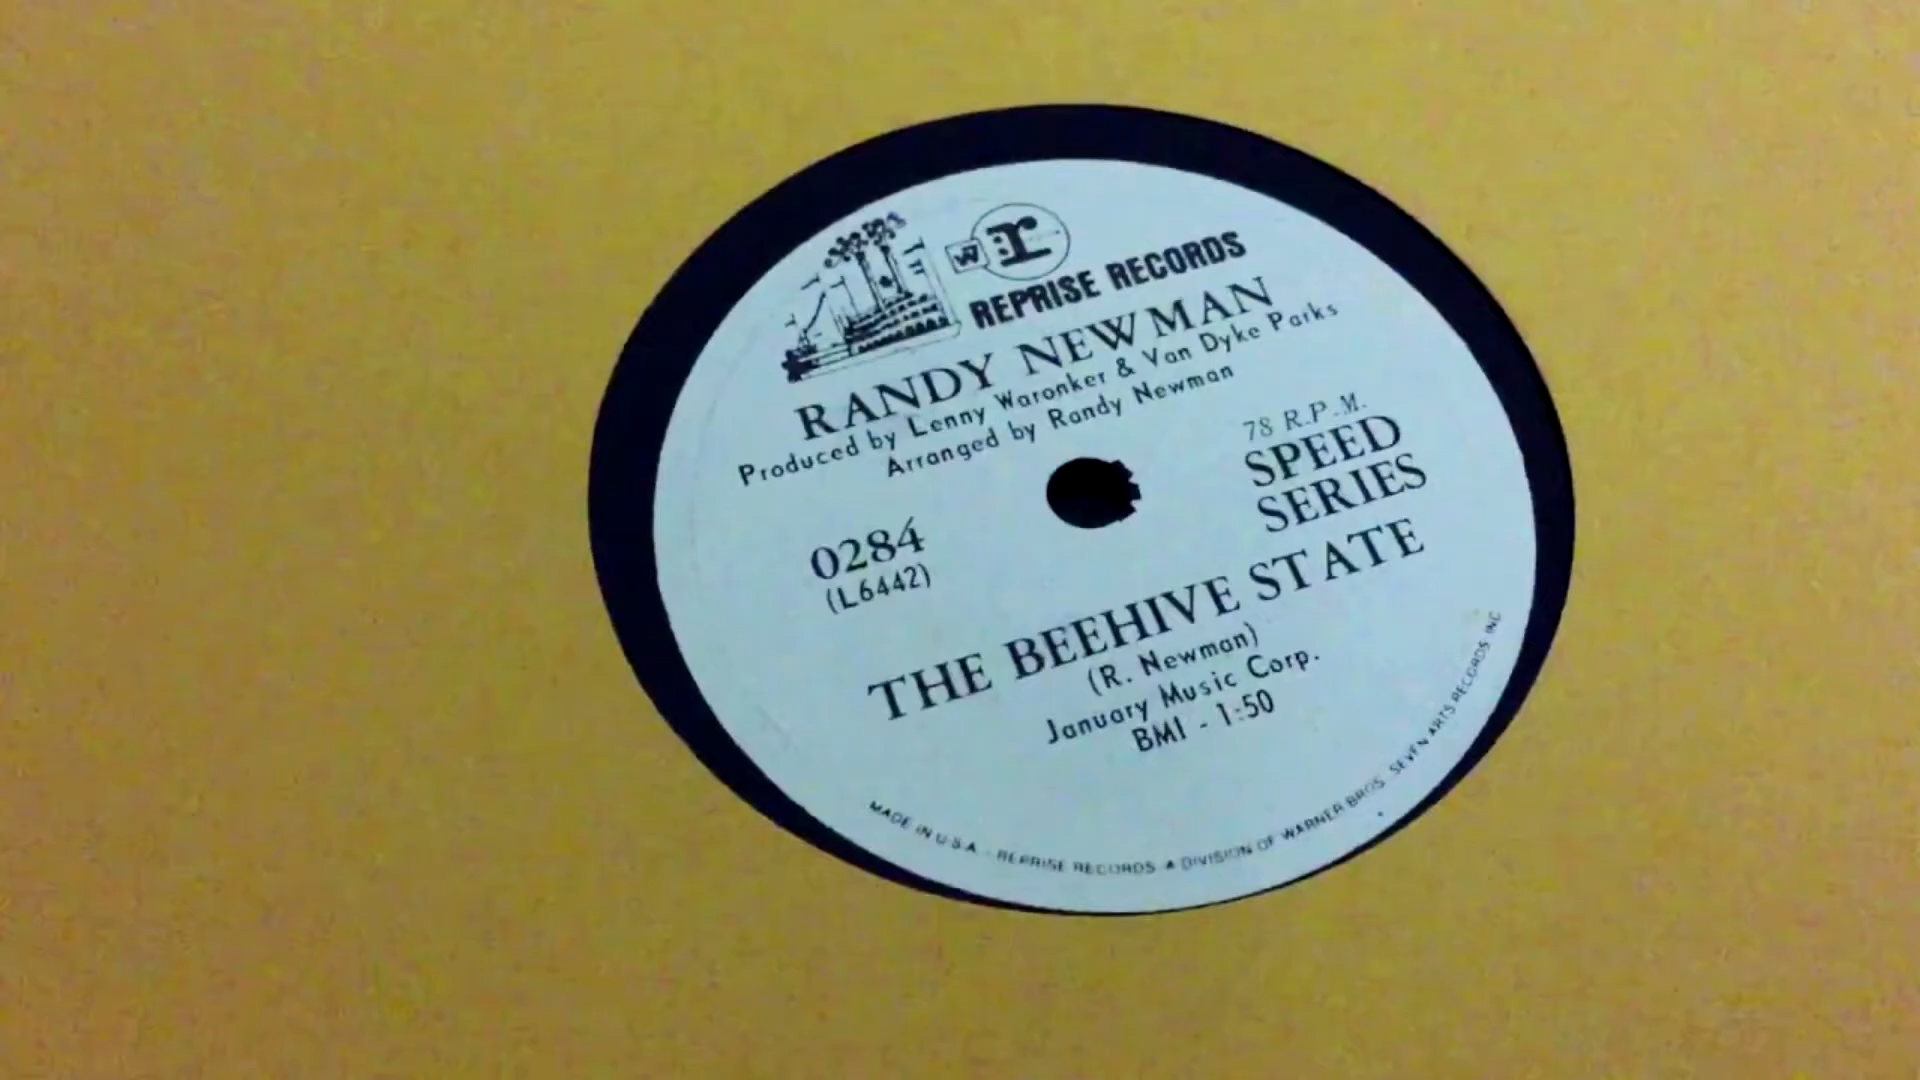 W
:r
REPRISE RECORDS
RANDY NEWMAN
Produced by Lenny Waronker & Van Dyke Parks
Arranged by Randy Newman
78 R.P.M.
SPEED
SERIES
0284
(L6442)
THE BEEHIVE STATE
(R. Newman)
January Music Corp.
BMI - 1:50
MADE IN U.S.A. - REPRISE RECORDS A DIVISION OF WARNER BROS. SEVEN ARTS RECORDS INC